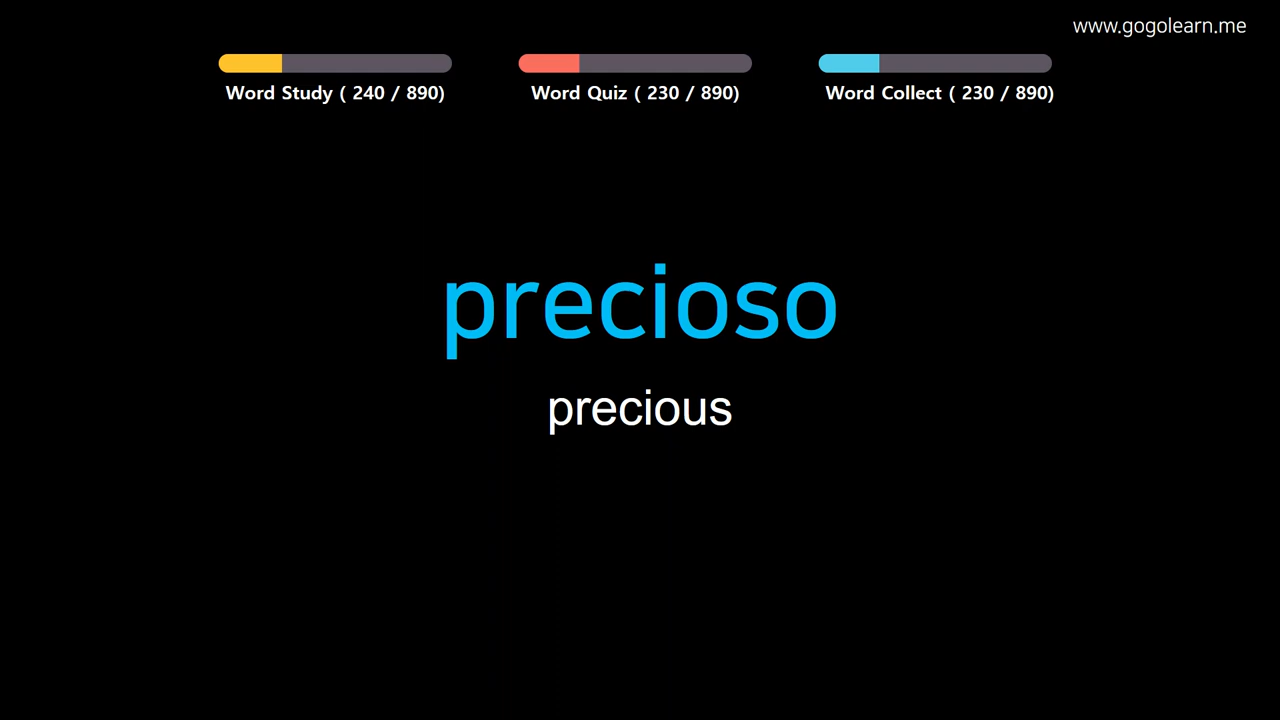 www.gogolearn.me
Word Study ( 240 / 890)
Word Quiz ( 230 / 890)
Word Collect ( 230 / 890)
precioso
precious